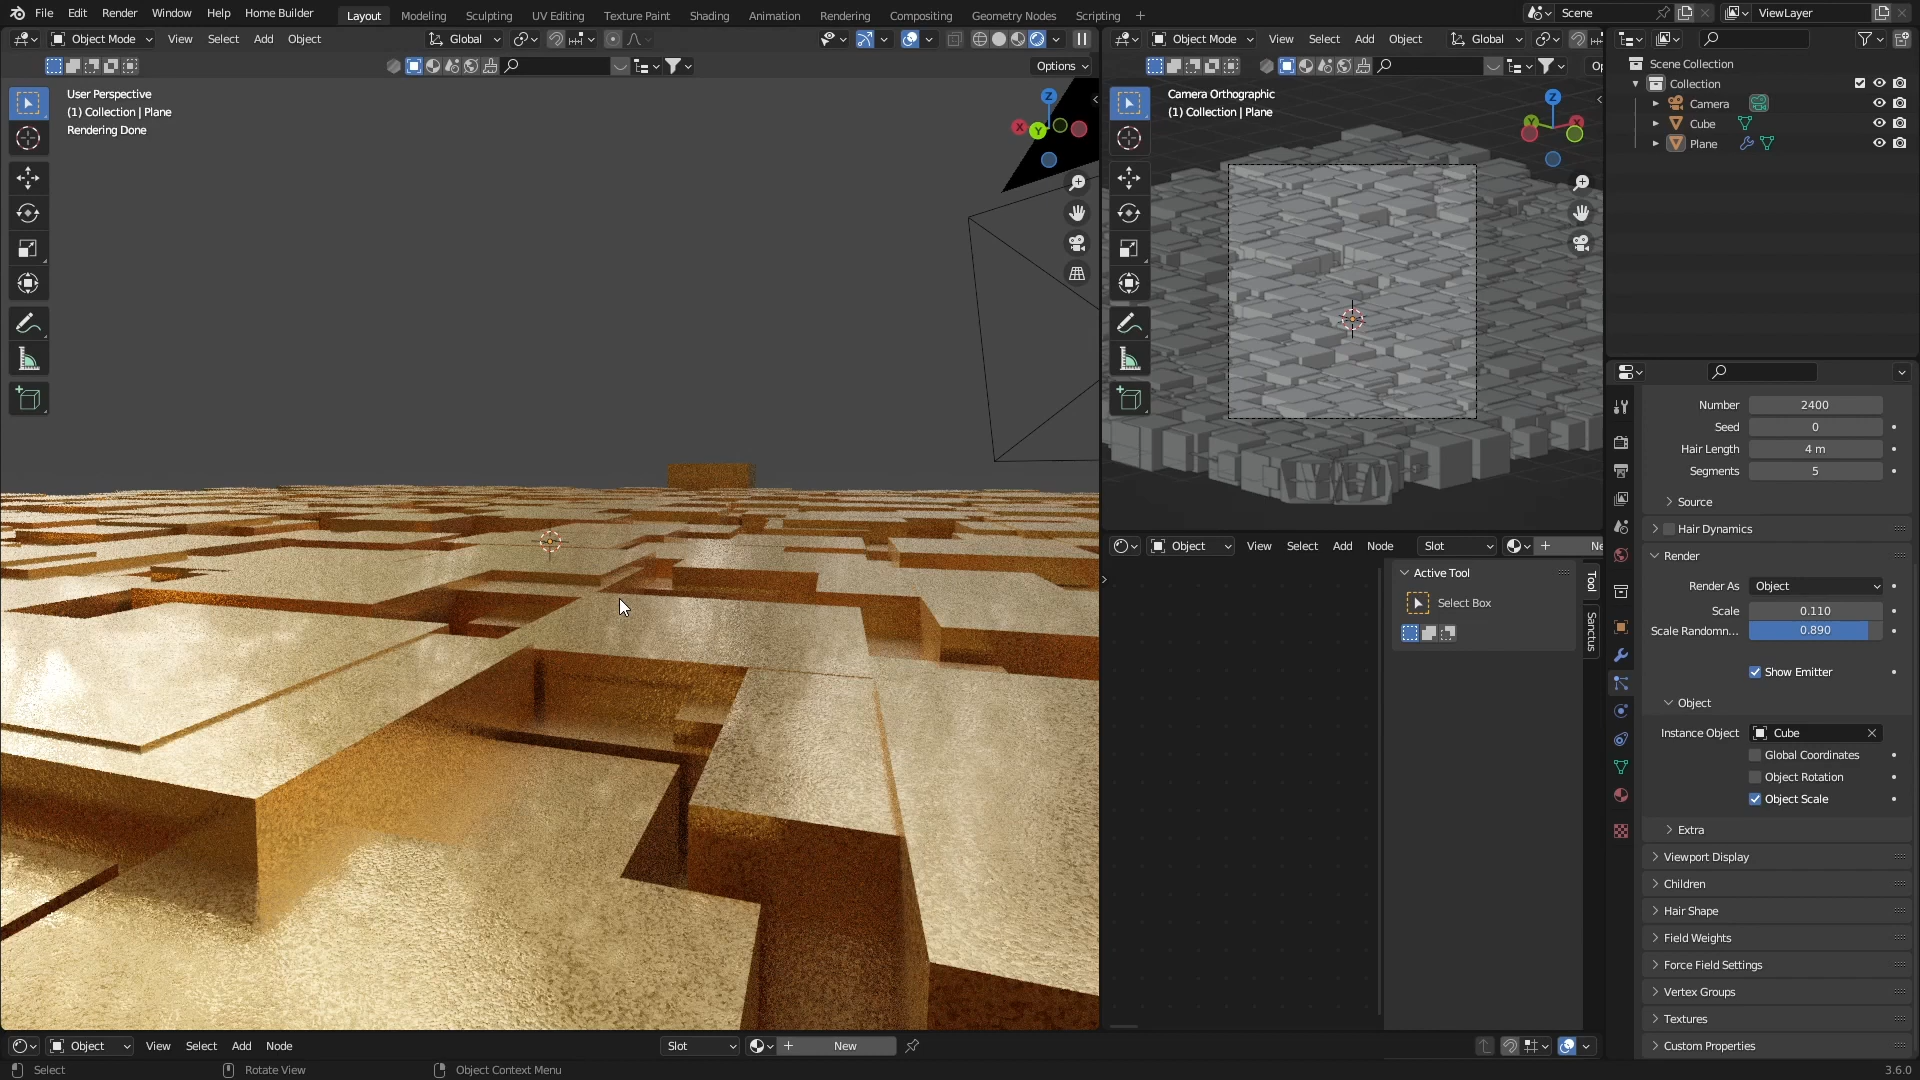 File Edit Render Window Help Home Builder Layout Modeling Sculpting UV Editing Texture Paint Shading Animation Rendering Compositing Geometry Nodes Scripting + Scene ViewLayer
Object Mode View Select Add Object Global
Object Mode View Select Add Object Global
Options
User Perspective
(1) Collection | Plane
Rendering Done
Z
X
Y
Camera Orthographic
(1) Collection | Plane
Z
Y
X
Scene Collection
Collection
Camera
Cube
Plane
Number 2400
Seed 0
Hair Length 4 m
Segments 5
Source
Hair Dynamics
Render
Render As Object
Scale 0.110
Scale Randomn... 0.890
Show Emitter
Object
Instance Object Cube
Global Coordinates
Object Rotation
Object Scale
Extra
Viewport Display
Children
Hair Shape
Field Weights
Force Field Settings
Vertex Groups
Textures
Custom Properties
Object View Select Add Node Slot + Ne
Active Tool
Select Box
Tool
Sanctus
Object View Select Add Node Slot + New
Select Rotate View Object Context Menu 3.6.0